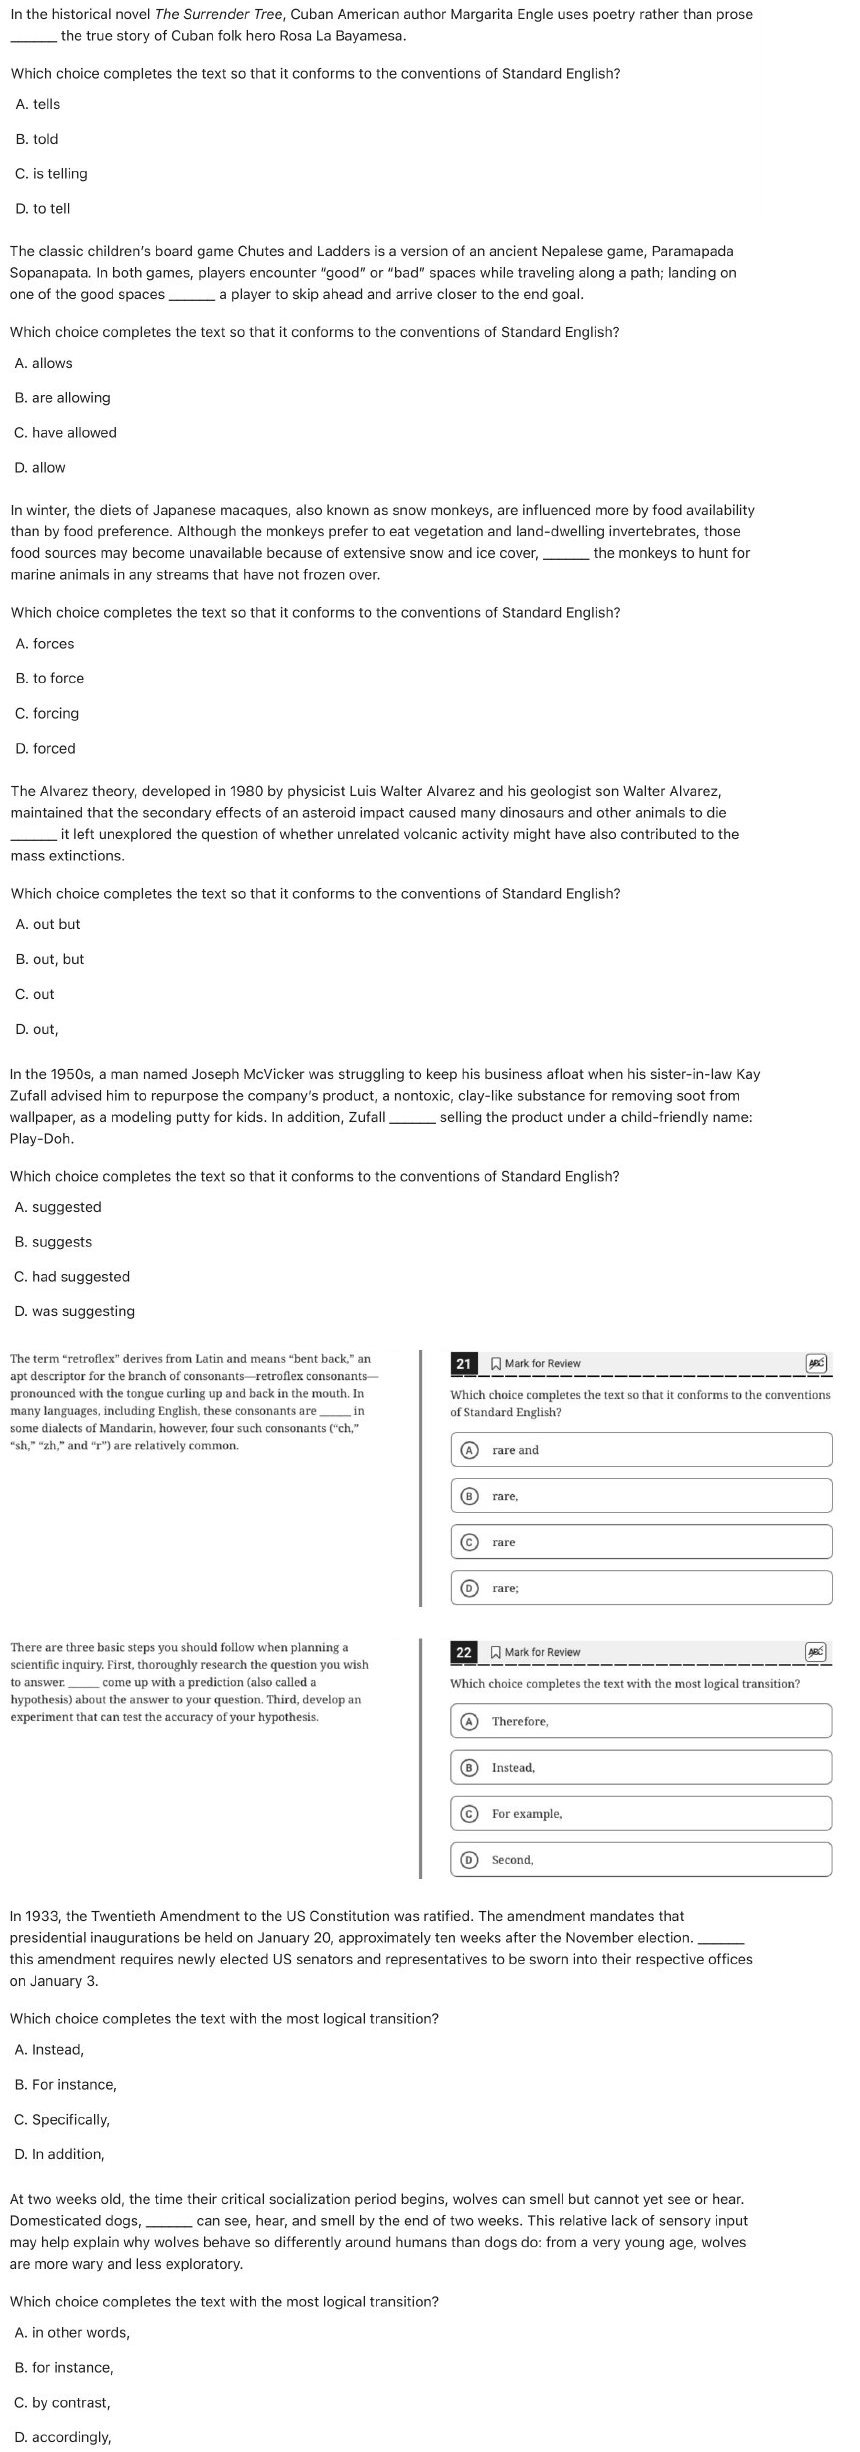 In the historical novel The Surrender Tree, Cuban American author Margarita Engle uses poetry rather than prose
______ the true story of Cuban folk hero Rosa La Bayamesa.
Which choice completes the text so that it conforms to the conventions of Standard English?
A. tells
B. told
C. is telling
D. to tell
The classic children's board game Chutes and Ladders is a version of an ancient Nepalese game, Paramapada
Sopanapata. In both games, players encounter "good" or "bad" spaces while traveling along a path; landing on
one of the good spaces ______ a player to skip ahead and arrive closer to the end goal.
Which choice completes the text so that it conforms to the conventions of Standard English?
A. allows
B. are allowing
C. have allowed
D. allow
In winter, the diets of Japanese macaques, also known as snow monkeys, are influenced more by food availability
than by food preference. Although the monkeys prefer to eat vegetation and land-dwelling invertebrates, those
food sources may become unavailable because of extensive snow and ice cover, ______ the monkeys to hunt for
marine animals in any streams that have not frozen over.
Which choice completes the text so that it conforms to the conventions of Standard English?
A. forces
B. to force
C. forcing
D. forced
The Alvarez theory, developed in 1980 by physicist Luis Walter Alvarez and his geologist son Walter Alvarez,
maintained that the secondary effects of an asteroid impact caused many dinosaurs and other animals to die
______ it left unexplored the question of whether unrelated volcanic activity might have also contributed to the
mass extinctions.
Which choice completes the text so that it conforms to the conventions of Standard English?
A. out but
B. out, but
C. out
D. out,
In the 1950s, a man named Joseph McVicker was struggling to keep his business afloat when his sister-in-law Kay
Zufall advised him to repurpose the company's product, a nontoxic, clay-like substance for removing soot from
wallpaper, as a modeling putty for kids. In addition, Zufall ______ selling the product under a child-friendly name:
Play-Doh.
Which choice completes the text so that it conforms to the conventions of Standard English?
A. suggested
B. suggests
C. had suggested
D. was suggesting
The term “retroflex” derives from Latin and means “bent back,” an
apt descriptor for the branch of consonants—retroflex consonants—
pronounced with the tongue curling up and back in the mouth. In
many languages, including English, these consonants are ______ in
some dialects of Mandarin, however, four such consonants (“ch,”
“sh,” “zh,” and “r”) are relatively common.
21 Mark for Review ABC
Which choice completes the text so that it conforms to the conventions
of Standard English?
A rare and
B rare,
C rare
D rare;
There are three basic steps you should follow when planning a
scientific inquiry. First, thoroughly research the question you wish
to answer. ______ come up with a prediction (also called a
hypothesis) about the answer to your question. Third, develop an
experiment that can test the accuracy of your hypothesis.
22 Mark for Review ABC
Which choice completes the text with the most logical transition?
A Therefore,
B Instead,
C For example,
D Second,
In 1933, the Twentieth Amendment to the US Constitution was ratified. The amendment mandates that
presidential inaugurations be held on January 20, approximately ten weeks after the November election. ______
this amendment requires newly elected US senators and representatives to be sworn into their respective offices
on January 3.
Which choice completes the text with the most logical transition?
A. Instead,
B. For instance,
C. Specifically,
D. In addition,
At two weeks old, the time their critical socialization period begins, wolves can smell but cannot yet see or hear.
Domesticated dogs, ______ can see, hear, and smell by the end of two weeks. This relative lack of sensory input
may help explain why wolves behave so differently around humans than dogs do: from a very young age, wolves
are more wary and less exploratory.
Which choice completes the text with the most logical transition?
A. in other words,
B. for instance,
C. by contrast,
D. accordingly,